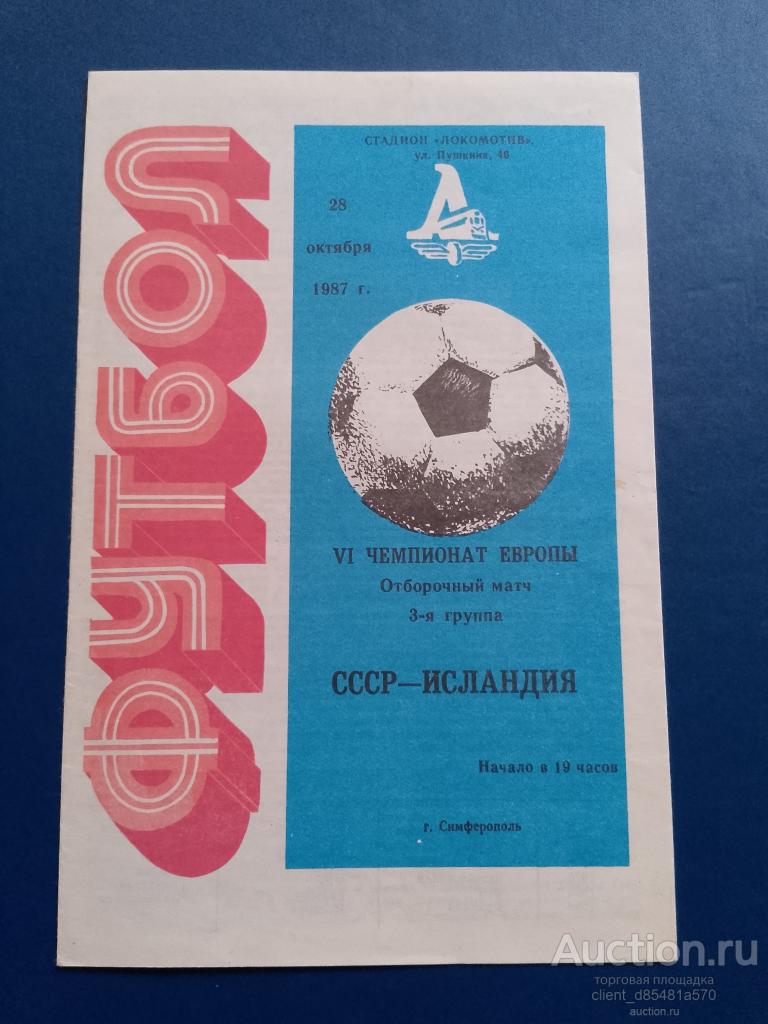 ФУТБОЛ
СТАДИОН «ЛОКОМОТИВ»,
ул. Пушкина, 46
28
октября
1987 г.
VI ЧЕМПИОНАТ ЕВРОПЫ
Отборочный матч
3-я группа
СССР—ИСЛАНДИЯ
Начало в 19 часов
г. Симферополь
Auction.ru
торговая площадка
client_d85481a570
auction.ru